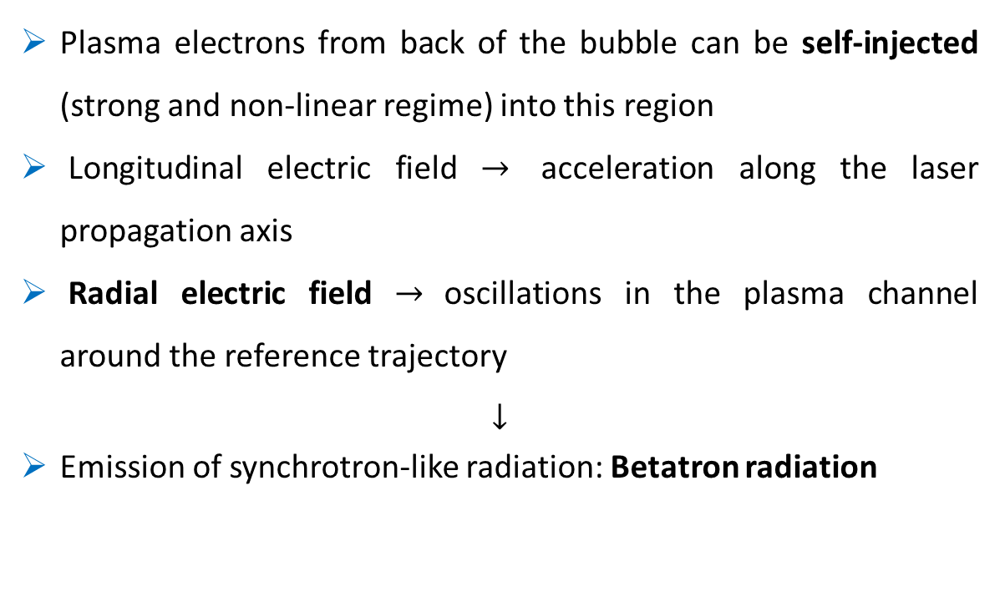 ➢ Plasma electrons from back of the bubble can be self-injected
(strong and non-linear regime) into this region
➢ Longitudinal electric field → acceleration along the laser
propagation axis
➢ Radial electric field → oscillations in the plasma channel
around the reference trajectory
↓
➢ Emission of synchrotron-like radiation: Betatron radiation